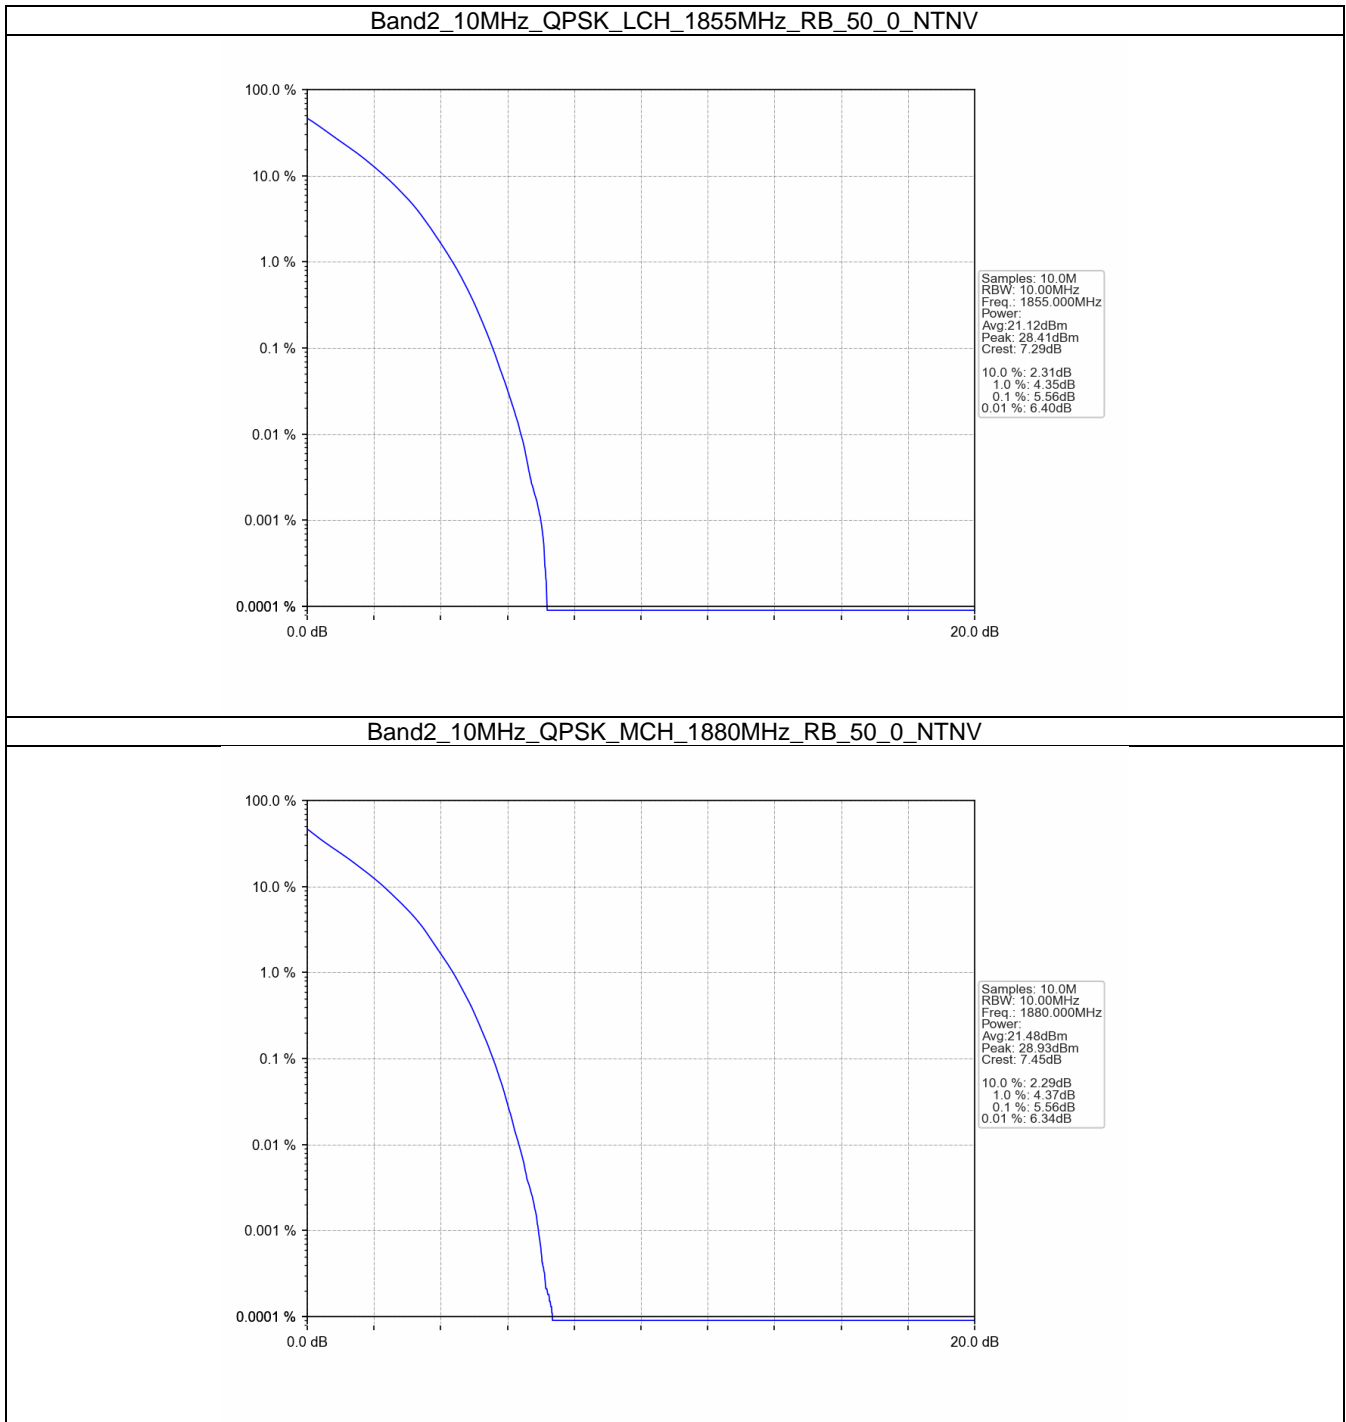 Band2_10MHz_QPSK_LCH_1855MHz_RB_50_0_NTNV
100.0 %
10.0 %
1.0 %
0.1 %
0.01 %
0.001 %
0.0001 %
0.0 dB
20.0 dB
Samples: 10.0M
RBW: 10.00MHz
Freq.: 1855.000MHz
Power:
Avg:21.12dBm
Peak: 28.41dBm
Crest: 7.29dB
10.0 %: 2.31dB
1.0 %: 4.35dB
0.1 %: 5.56dB
0.01 %: 6.40dB
Band2_10MHz_QPSK_MCH_1880MHz_RB_50_0_NTNV
100.0 %
10.0 %
1.0 %
0.1 %
0.01 %
0.001 %
0.0001 %
0.0 dB
20.0 dB
Samples: 10.0M
RBW: 10.00MHz
Freq.: 1880.000MHz
Power:
Avg:21.48dBm
Peak: 28.93dBm
Crest: 7.45dB
10.0 %: 2.29dB
1.0 %: 4.37dB
0.1 %: 5.56dB
0.01 %: 6.34dB